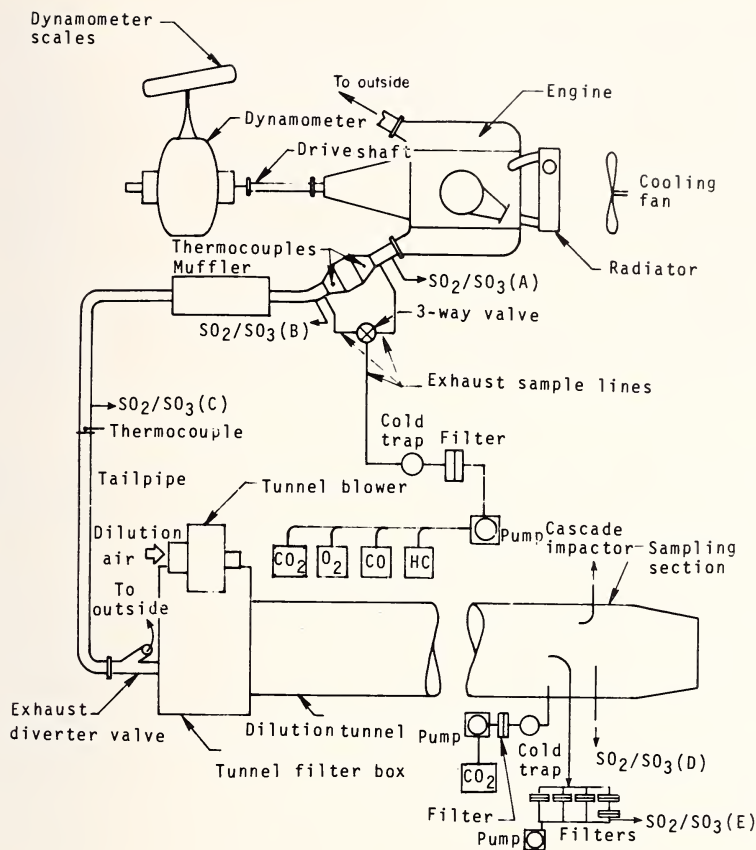 Dynamometer
scales
To outside
Engine
Dynamometer
Driveshaft
Cooling
fan
Thermocouples
Muffler
Radiator
SO2/SO3(A)
SO2/SO3(B)
3-way valve
Exhaust sample lines
SO2/SO3(C)
Thermocouple
Cold
trap
Filter
Tailpipe
Tunnel blower
Dilution
air
Pump
Cascade
impactor
Sampling
section
CO2
O2
CO
HC
To
outside
Exhaust
diverter valve
Dilution tunnel
Tunnel filter box
Pump
CO2
Cold
trap
SO2/SO3(D)
Filter
Pump
Filters
SO2/SO3(E)